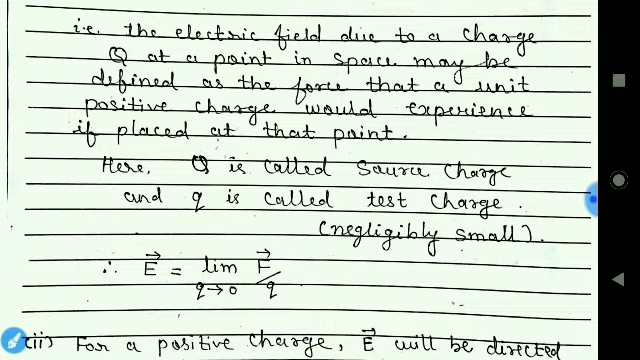 i.e. the electric field due to a charge
Q at a point in space may be
defined as the force that a unit
positive charge would experience
if placed at that point.
Here, Q is called Source Charge
and q is called test Charge.
(negligibly small).
∴ E⃗ = lim q→0 F⃗/q
(ii) For a positive charge, E⃗ will be directed